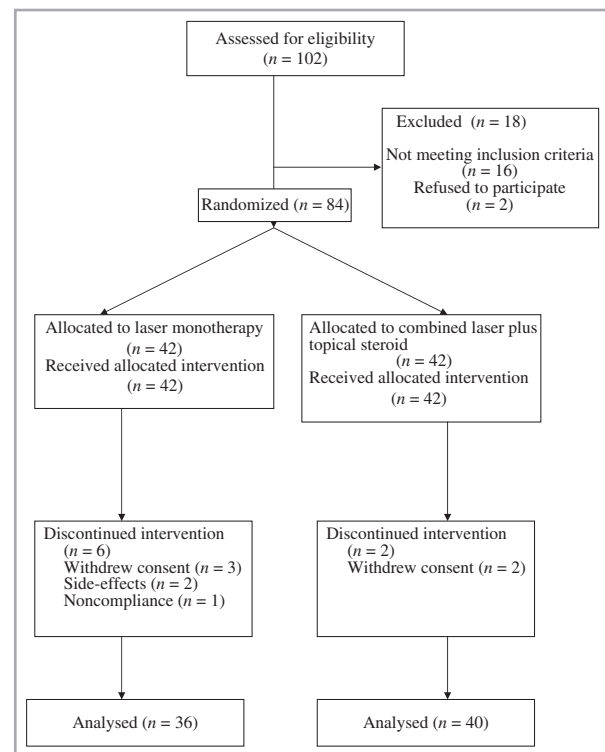 Assessed for eligibility
(n = 102)
Excluded (n = 18)
Not meeting inclusion criteria
(n = 16)
Refused to participate
(n = 2)
Randomized (n = 84)
Allocated to laser monotherapy
(n = 42)
Received allocated intervention
(n = 42)
Allocated to combined laser plus
topical steroid
(n = 42)
Received allocated intervention
(n = 42)
Discontinued intervention
(n = 6)
Withdrew consent (n = 3)
Side-effects (n = 2)
Noncompliance (n = 1)
Discontinued intervention
(n = 2)
Withdrew consent (n = 2)
Analysed (n = 36)
Analysed (n = 40)